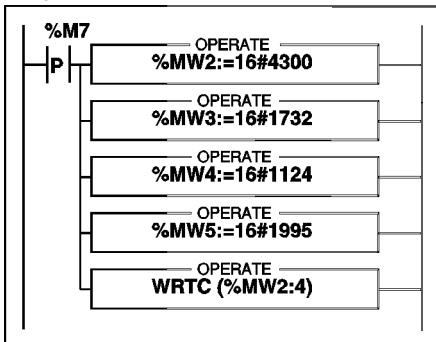 %M7
P
OPERATE
%MW2:=16#4300
OPERATE
%MW3:=16#1732
OPERATE
%MW4:=16#1124
OPERATE
%MW5:=16#1995
OPERATE
WRTC (%MW2:4)